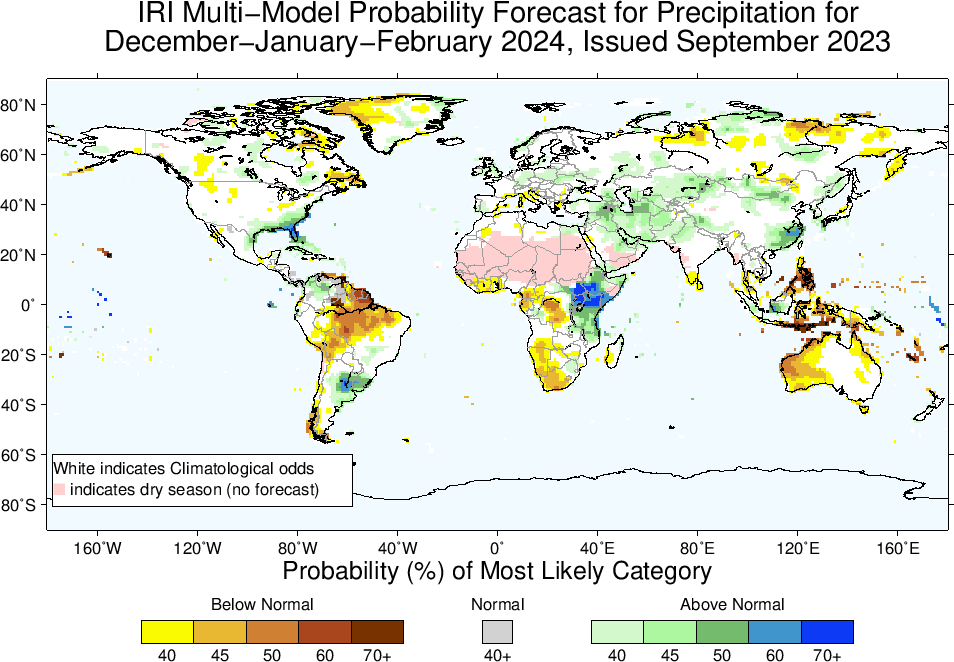 IRI Multi−Model Probability Forecast for Precipitation for
December−January−February 2024, Issued September 2023
80˚N
60˚N
40˚N
20˚N
0˚
20˚S
40˚S
60˚S
80˚S
White indicates Climatological odds
indicates dry season (no forecast)
160˚W 120˚W 80˚W 40˚W 0˚ 40˚E 80˚E 120˚E 160˚E
Probability (%) of Most Likely Category
Below Normal Normal Above Normal
40 45 50 60 70+ 40+ 40 45 50 60 70+